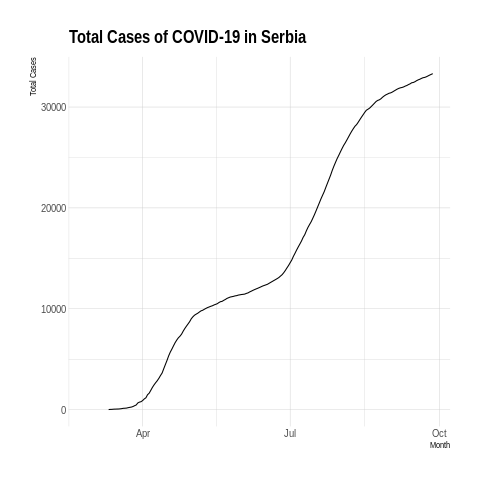 Total Cases of COVID-19 in Serbia
Total Cases
30000
20000
10000
0
Apr
Jul
Oct
Month